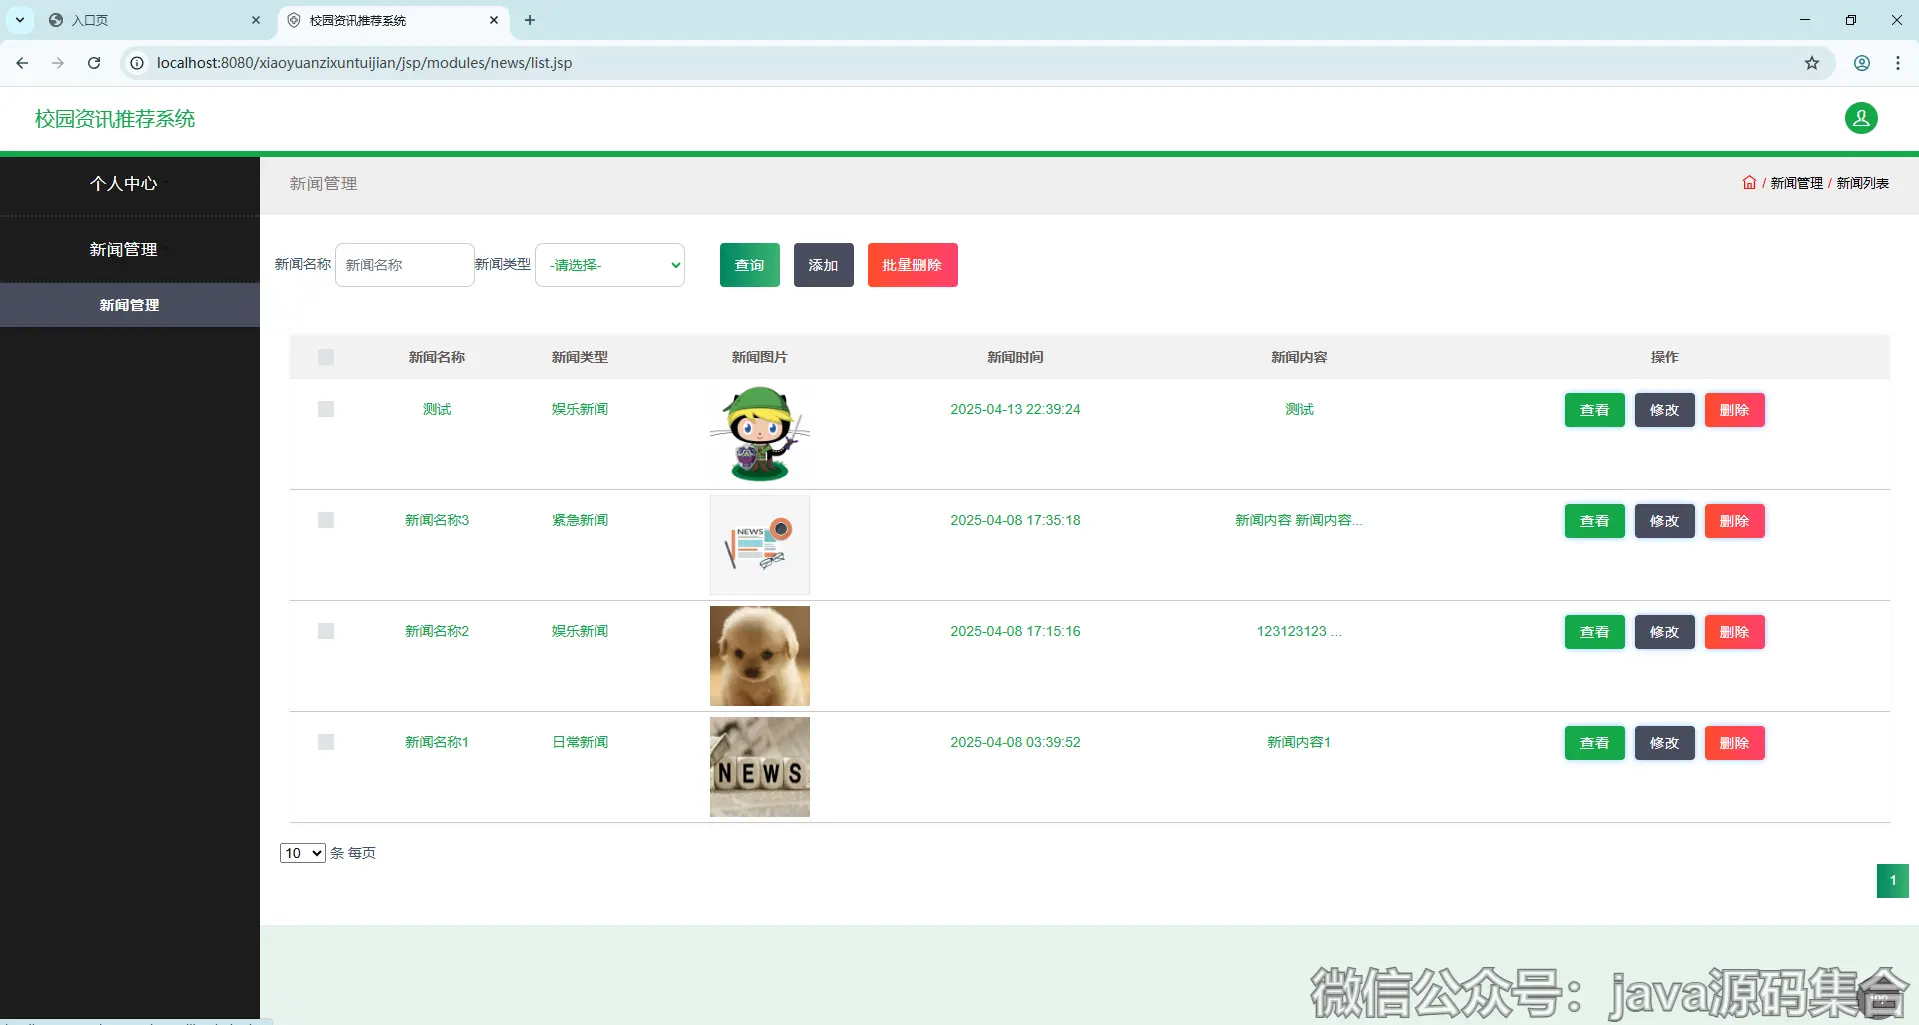 入口页
校园资讯推荐系统
localhost:8080/xiaoyuanzixuntuijian/jsp/modules/news/list.jsp
校园资讯推荐系统
个人中心
新闻管理
新闻管理
新闻管理
/ 新闻管理 / 新闻列表
新闻名称 新闻名称 新闻类型 -请选择- 查询 添加 批量删除
新闻名称 新闻类型 新闻图片 新闻时间 新闻内容 操作
测试 娱乐新闻 2025-04-13 22:39:24 测试 查看 修改 删除
新闻名称3 紧急新闻 2025-04-08 17:35:18 新闻内容 新闻内容... 查看 修改 删除
NEWS
新闻名称2 娱乐新闻 2025-04-08 17:15:16 123123123 ... 查看 修改 删除
新闻名称1 日常新闻 2025-04-08 03:39:52 新闻内容1 查看 修改 删除
NEWS
10 条 每页
1
微信公众号：java源码集合